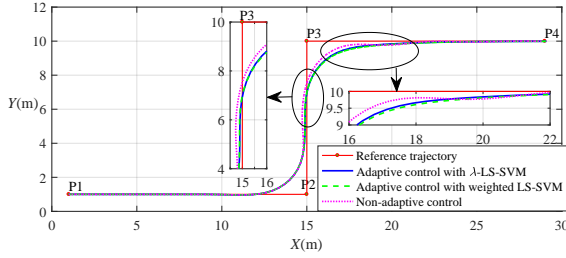 P3
10
8
6
4
15 16
P3
P4
10
9.5
9
16 18 20 22
P1
P2
Reference trajectory
Adaptive control with λ-LS-SVM
Adaptive control with weighted LS-SVM
Non-adaptive control
12
10
8
6
4
2
0
Y(m)
0 5 10 15 20 25 30
X(m)